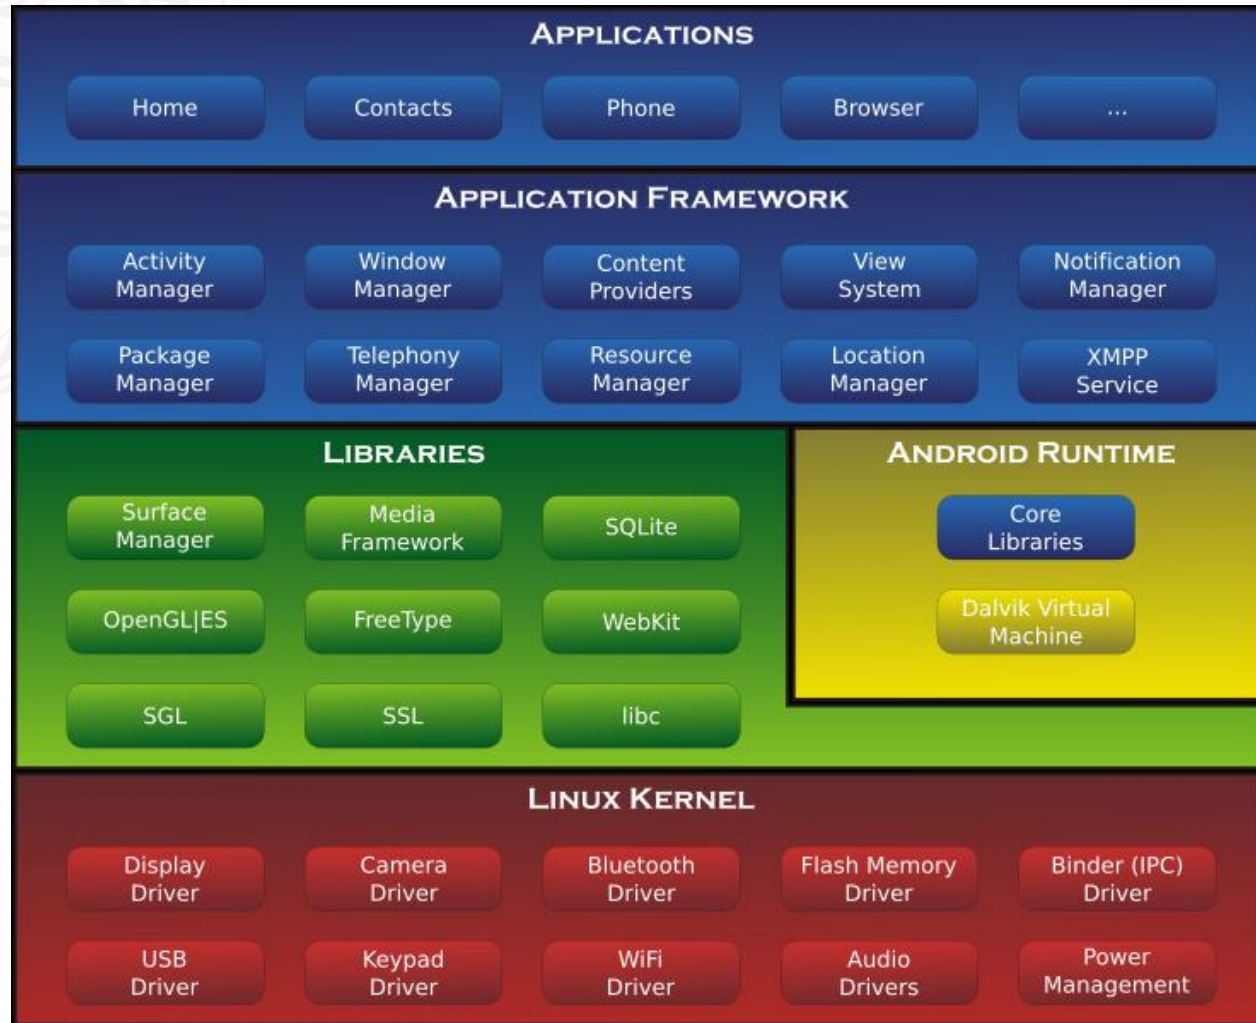 APPLICATIONS
Home
Contacts
Phone
Browser
...
APPLICATION FRAMEWORK
Activity
Manager
Window
Manager
Content
Providers
View
System
Notification
Manager
Package
Manager
Telephony
Manager
Resource
Manager
Location
Manager
XMPP
Service
LIBRARIES
Surface
Manager
Media
Framework
SQLite
OpenGL|ES
FreeType
WebKit
SGL
SSL
libc
ANDROID RUNTIME
Core
Libraries
Dalvik Virtual
Machine
LINUX KERNEL
Display
Driver
Camera
Driver
Bluetooth
Driver
Flash Memory
Driver
Binder (IPC)
Driver
USB
Driver
Keypad
Driver
WiFi
Driver
Audio
Drivers
Power
Management